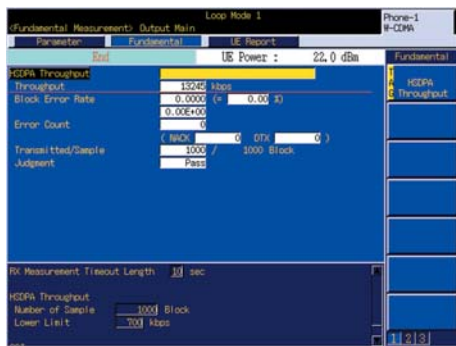 Loop Mode 1
Phone-1
<Fundamental Measurement> Output Main
W-CDMA
Parameter Fundamental UE Report
End UE Power : 22.0 dBm Fundamental
HSDPA Throughput
HSDPA Throughput
Throughput 13245 kbps
Block Error Rate 0.0000 (= 0.00 %)
0.00E+00
Error Count 0
( NACK 0 DTX 0 )
Transmitted/Sample 1000 / 1000 Block
Judgment Pass
RX Measurement Timeout Length 10 sec
HSDPA Throughput
Number of Sample 1000 Block
Lower Limit 700 kbps
1 2 3